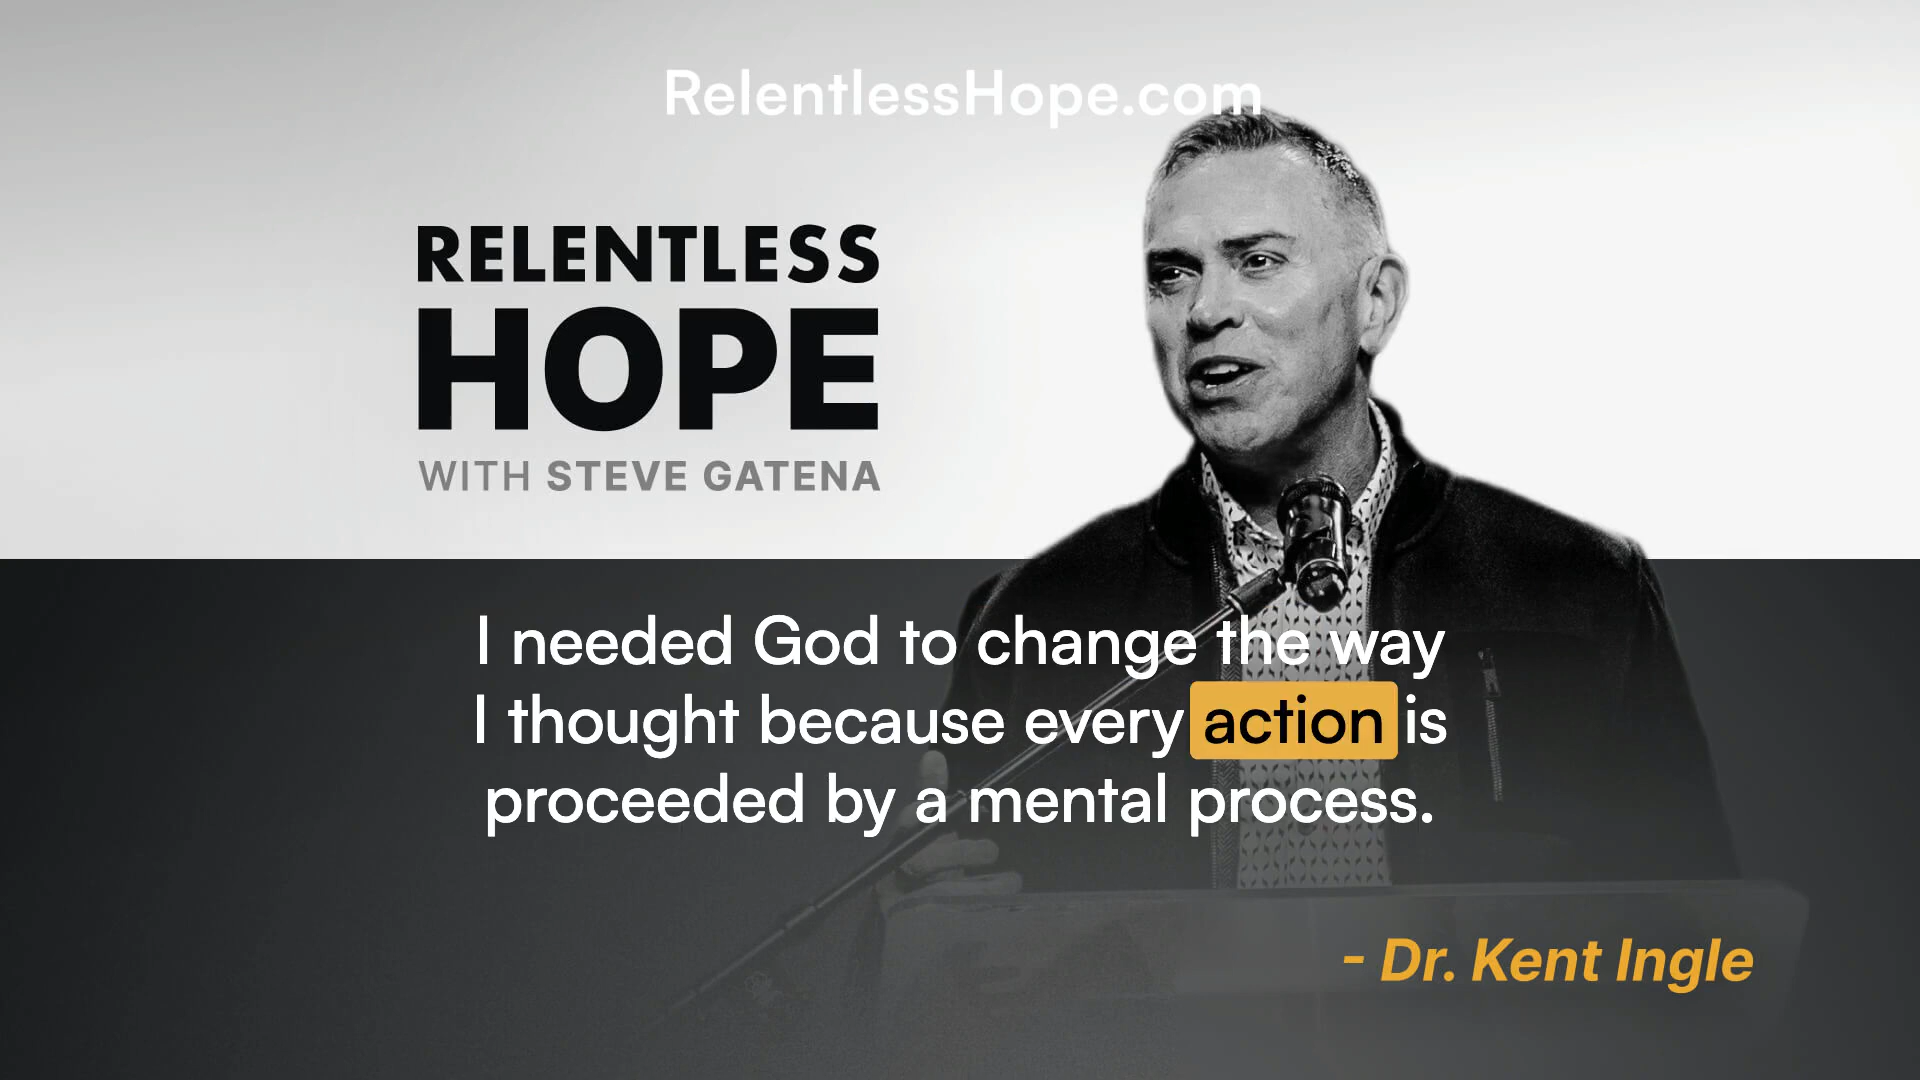 RelentlessHope.com
RELENTLESS
HOPE
WITH STEVE GATENA
I needed God to change the way
I thought because every action is
proceeded by a mental process.
- Dr. Kent Ingle